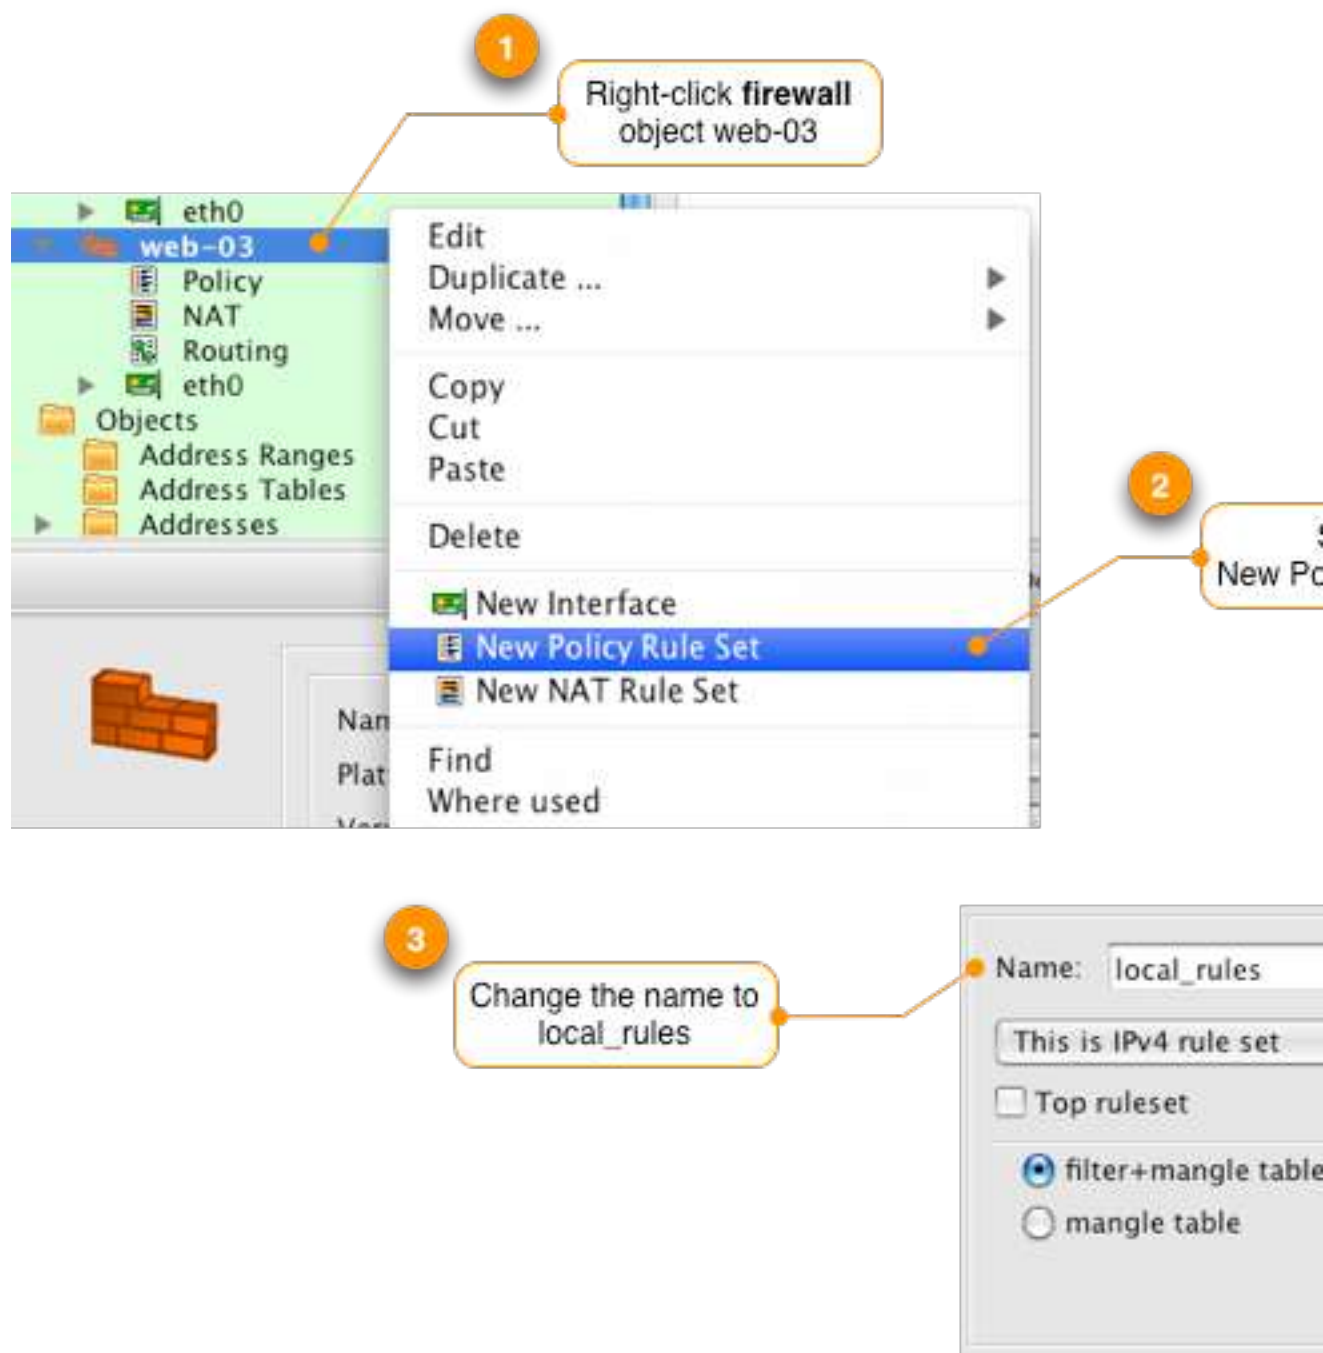 1
Right-click firewall
object web-03
eth0
web-03
Policy
NAT
Routing
eth0
Objects
Address Ranges
Address Tables
Addresses
Edit
Duplicate ...
Move ...
Copy
Cut
Paste
Delete
New Interface
New Policy Rule Set
New NAT Rule Set
Find
Where used
2
New
Nam
Plat
3
Change the name to
local_rules
Name: local_rules
This is IPv4 rule set
Top ruleset
filter+mangle table
mangle table